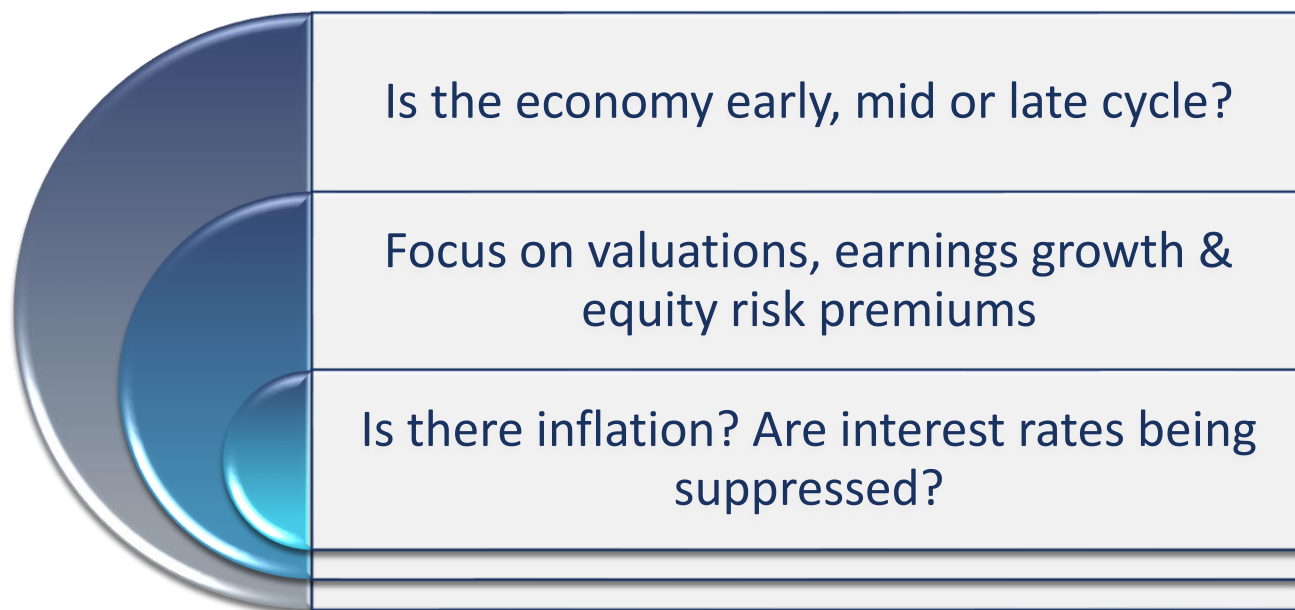 Is the economy early, mid or late cycle?
Focus on valuations, earnings growth &
equity risk premiums
Is there inflation? Are interest rates being
suppressed?